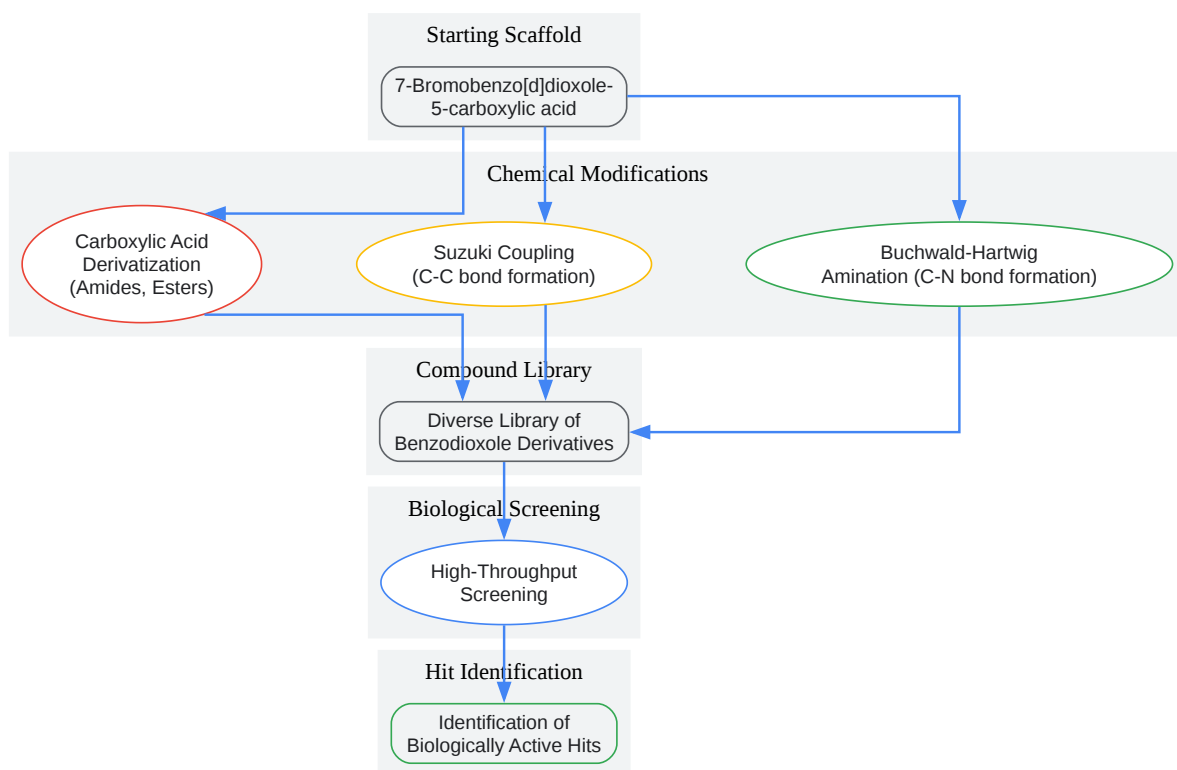 Starting Scaffold
7-Bromobenzo[d]dioxole-
5-carboxylic acid
Chemical Modifications
Carboxylic Acid
Derivatization
(Amides, Esters)
Suzuki Coupling
(C-C bond formation)
Buchwald-Hartwig
Amination (C-N bond formation)
Compound Library
Diverse Library of
Benzodioxole Derivatives
Biological Screening
High-Throughput
Screening
Hit Identification
Identification of
Biologically Active Hits